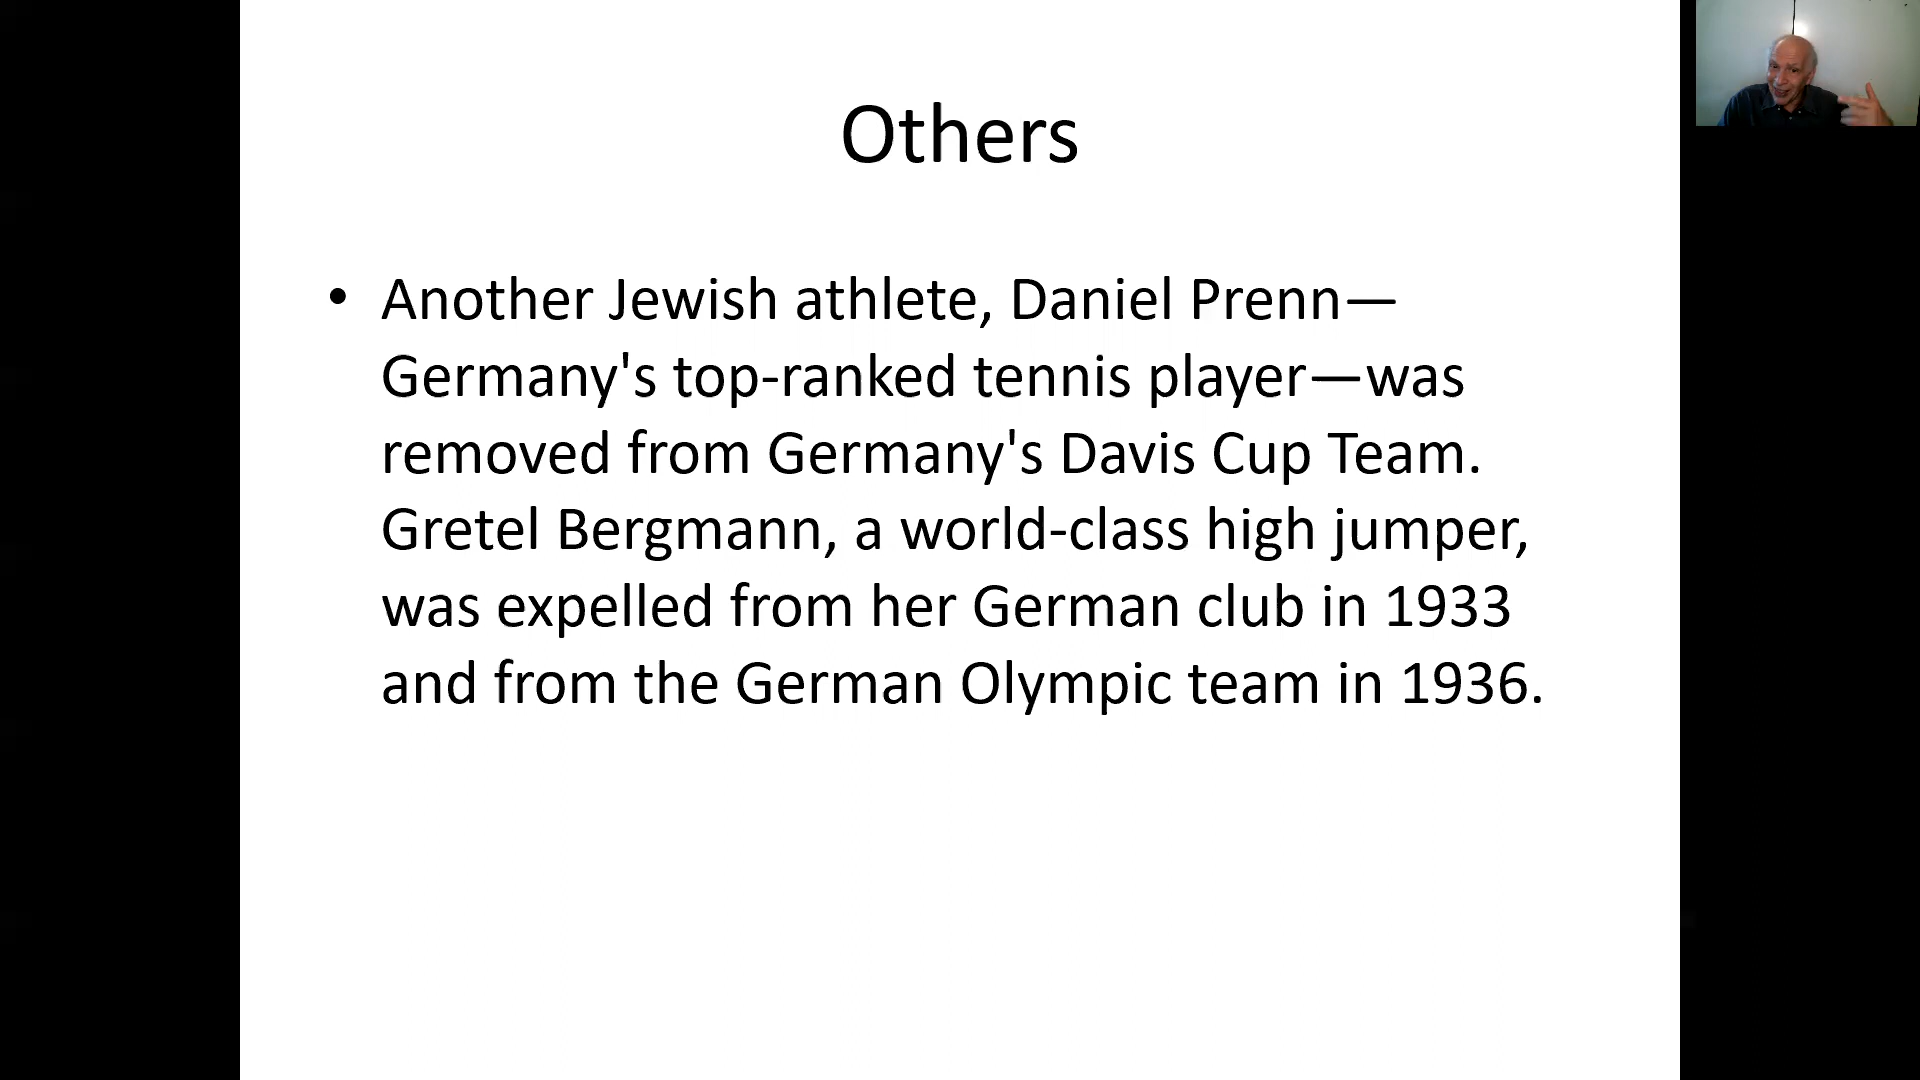 Others
• Another Jewish athlete, Daniel Prenn—
Germany's top-ranked tennis player—was
removed from Germany's Davis Cup Team.
Gretel Bergmann, a world-class high jumper,
was expelled from her German club in 1933
and from the German Olympic team in 1936.